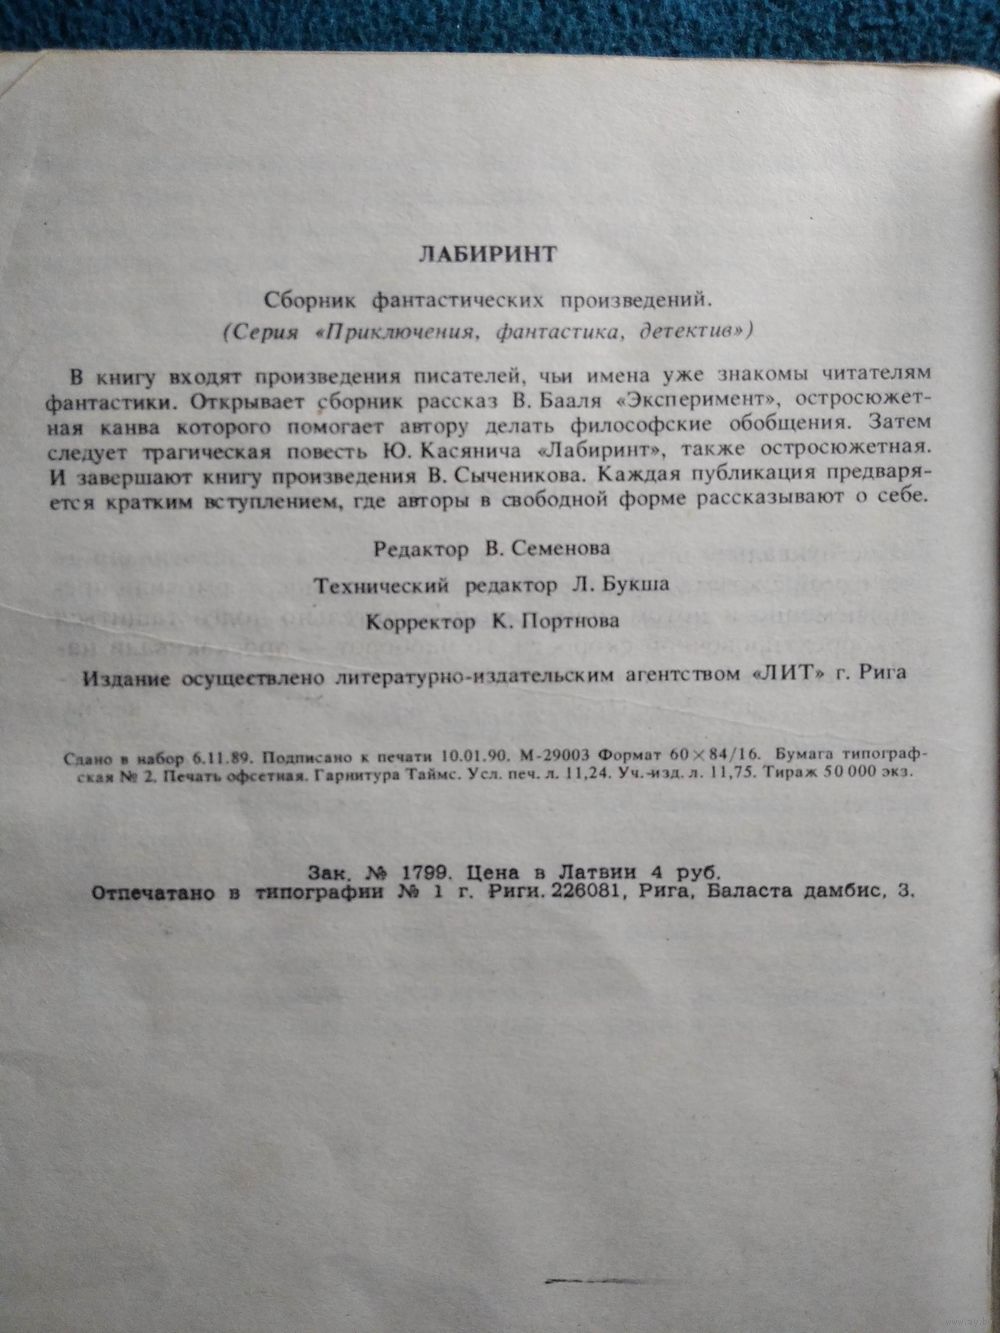 ЛАБИРИНТ
Сборник фантастических произведений.
(Серия «Приключения, фантастика, детектив»)
В книгу входят произведения писателей, чьи имена уже знакомы читателям
фантастики. Открывает сборник рассказ В. Бааля «Эксперимент», остросюжет-
ная канва которого помогает автору делать философские обобщения. Затем
следует трагическая повесть Ю. Касянича «Лабиринт», также остросюжетная.
И завершают книгу произведения В. Сыченикова. Каждая публикация предваря-
ется кратким вступлением, где авторы в свободной форме рассказывают о себе.
Редактор В. Семенова
Технический редактор Л. Букша
Корректор К. Портнова
Издание осуществлено литературно-издательским агентством «ЛИТ» г. Рига
Сдано в набор 6.11.89. Подписано к печати 10.01.90. М-29003 Формат 60×84/16. Бумага типограф-
ская № 2. Печать офсетная. Гарнитура Таймс. Усл. печ. л. 11,24. Уч.-изд. л. 11,75. Тираж 50 000 экз.
Зак. № 1799. Цена в Латвии 4 руб.
Отпечатано в типографии № 1 г. Риги. 226081, Рига, Баласта дамбис, 3.